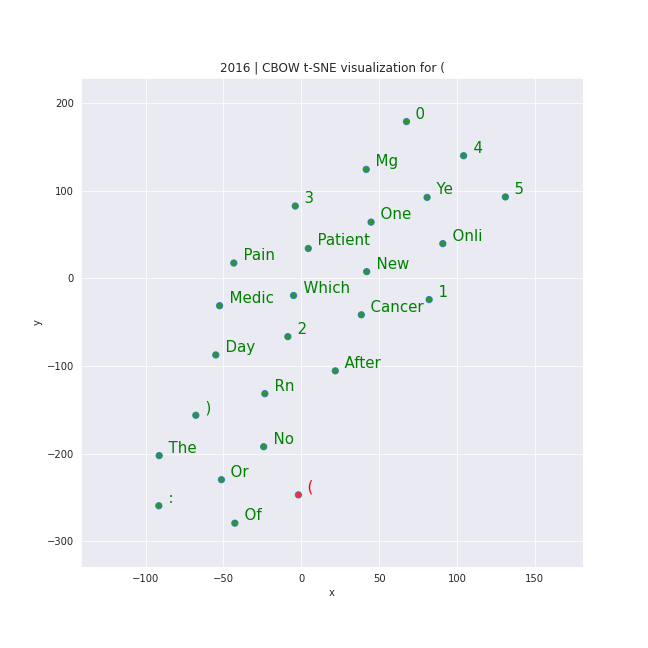 2016 | CBOW t-SNE visualization for (
200
100
0
−100
−200
−300
y
0
4
Mg
Ye
5
3
One
Patient
Onli
Pain
New
Which
Medic
1
Cancer
2
Day
After
Rn
)
No
The
Or
(
:
Of
−100
−50
0
50
100
150
x